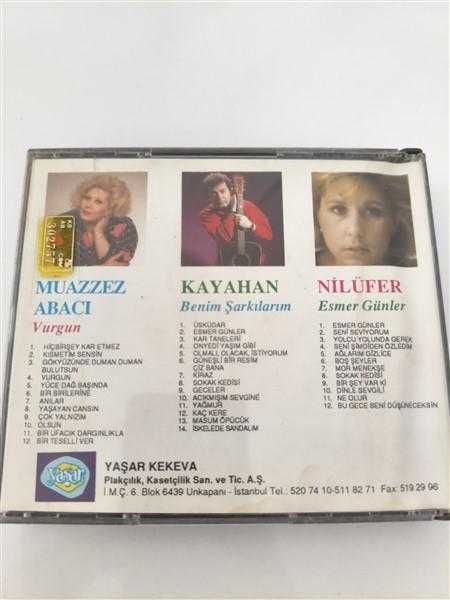 MUAZZEZ
ABACI
Vurgun
1. HİÇBİRŞEY KAR ETMEZ
2. KISMETİM SENSİN
3. GÖKYÜZÜNDE DUMAN DUMAN
BULUTSUN
4. VURGUN
5. YÜCE DAĞ BAŞINDA
6. BİR BİRİLERİNE
7. ANILAR
8. YAŞAYAN CANSIN
9. ÇOK YALNIZIM
10. OLSUN
11. BİR UFACIK DARGINLIKLA
12. BİR TESELLİ VER
KAYAHAN
Benim Şarkılarım
1. ÜSKÜDAR
2. ESMER GÜNLER
3. KAR TANELERİ
4. ONYEDİ YAŞIM GİBİ
5. OLMALI, OLACAK, İSTİYORUM
6. GÜNEŞLİ BİR RESİM
ÇİZ BANA
7. KİRAZ
8. SOKAK KEDİSİ
9. GECELER
10. ACIKMIŞIM SEVGİNE
11. YAĞMUR
12. KAÇ KERE
13. MASUM ÖPÜCÜK
14. İSKELEDE SANDALIM
NİLÜFER
Esmer Günler
1. ESMER GÜNLER
2. SENİ SEVİYORUM
3. YOLCU YOLUNDA GEREK
4. SENİ ŞİMDİDEN ÖZLEDİM
5. AĞLARIM GİZLİCE
6. BOŞ ŞEYLER
7. MOR MENEKŞE
8. SOKAK KEDİSİ
9. BİR ŞEY VAR Kİ
10. DİNLE SEVGİLİ
11. NE OLUR
12. BU GECE BENİ DÜŞÜNECEKSİN
Yaşar
YAŞAR KEKEVA
Plakçılık, Kasetçilik San. ve Tic. A.Ş.
İ.M.Ç. 6. Blok 6439 Unkapanı - İstanbul Tel.: 520 74 10-511 82 71 Fax: 519 29 96